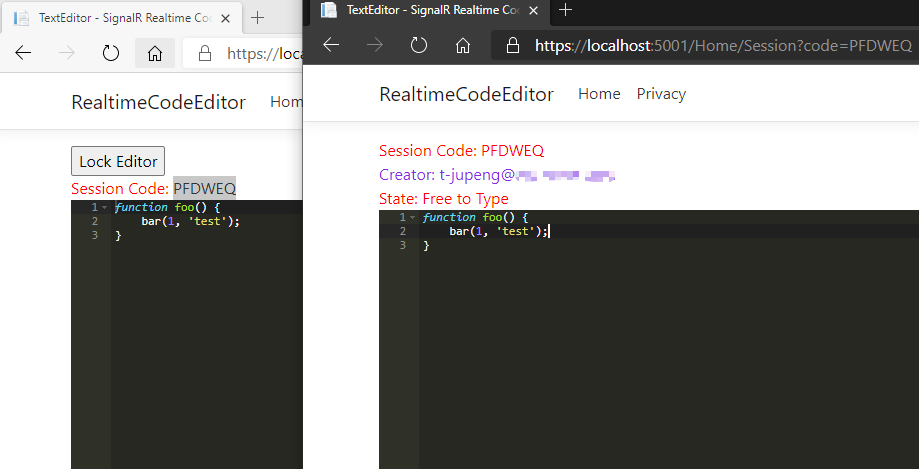 TextEditor - SignalR Realtime Co
https://loca
RealtimeCodeEditor Hom
Lock Editor
Session Code: PFDWEQ
1 function foo() {
2 bar(1, 'test');
3 }
TextEditor - SignalR Realtime Co
https://localhost:5001/Home/Session?code=PFDWEQ
RealtimeCodeEditor Home Privacy
Session Code: PFDWEQ
Creator: t-jupeng@
State: Free to Type
1 function foo() {
2 bar(1, 'test');
3 }